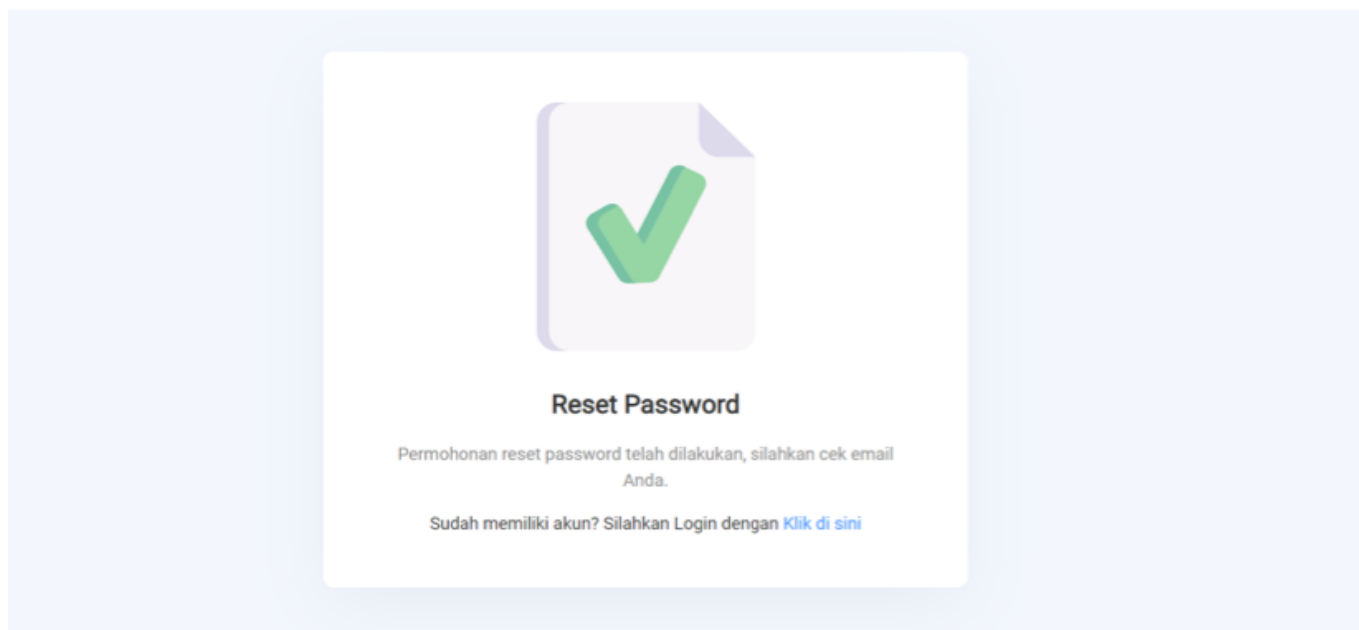 Reset Password
Permohonan reset password telah dilakukan, silahkan cek email
Anda.
Sudah memiliki akun? Silahkan Login dengan Klik di sini